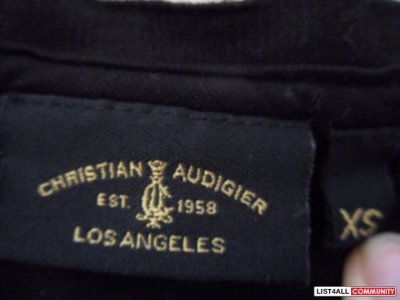 CHRISTIAN AUDIGIER
EST. 1958
LOS ANGELES
XS
LIST4ALL COMMUNITY